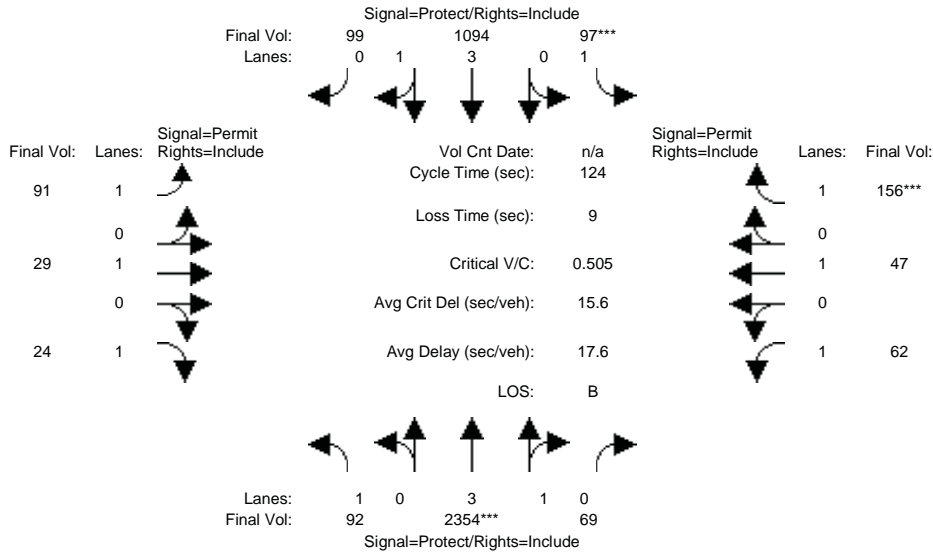 Signal=Protect/Rights=Include
Final Vol: 99 1094 97***
Lanes: 0 1 3 0 1
Signal=Permit
Final Vol: Lanes: Rights=Include
Vol Cnt Date: n/a
Signal=Permit
Rights=Include Lanes: Final Vol:
Cycle Time (sec): 124
91 1
1 156***
Loss Time (sec): 9
0
0
29 1
Critical V/C: 0.505
1 47
0
Avg Crit Del (sec/veh): 15.6
0
24 1
Avg Delay (sec/veh): 17.6
1 62
LOS: B
Lanes: 1 0 3 1 0
Final Vol: 92 2354*** 69
Signal=Protect/Rights=Include